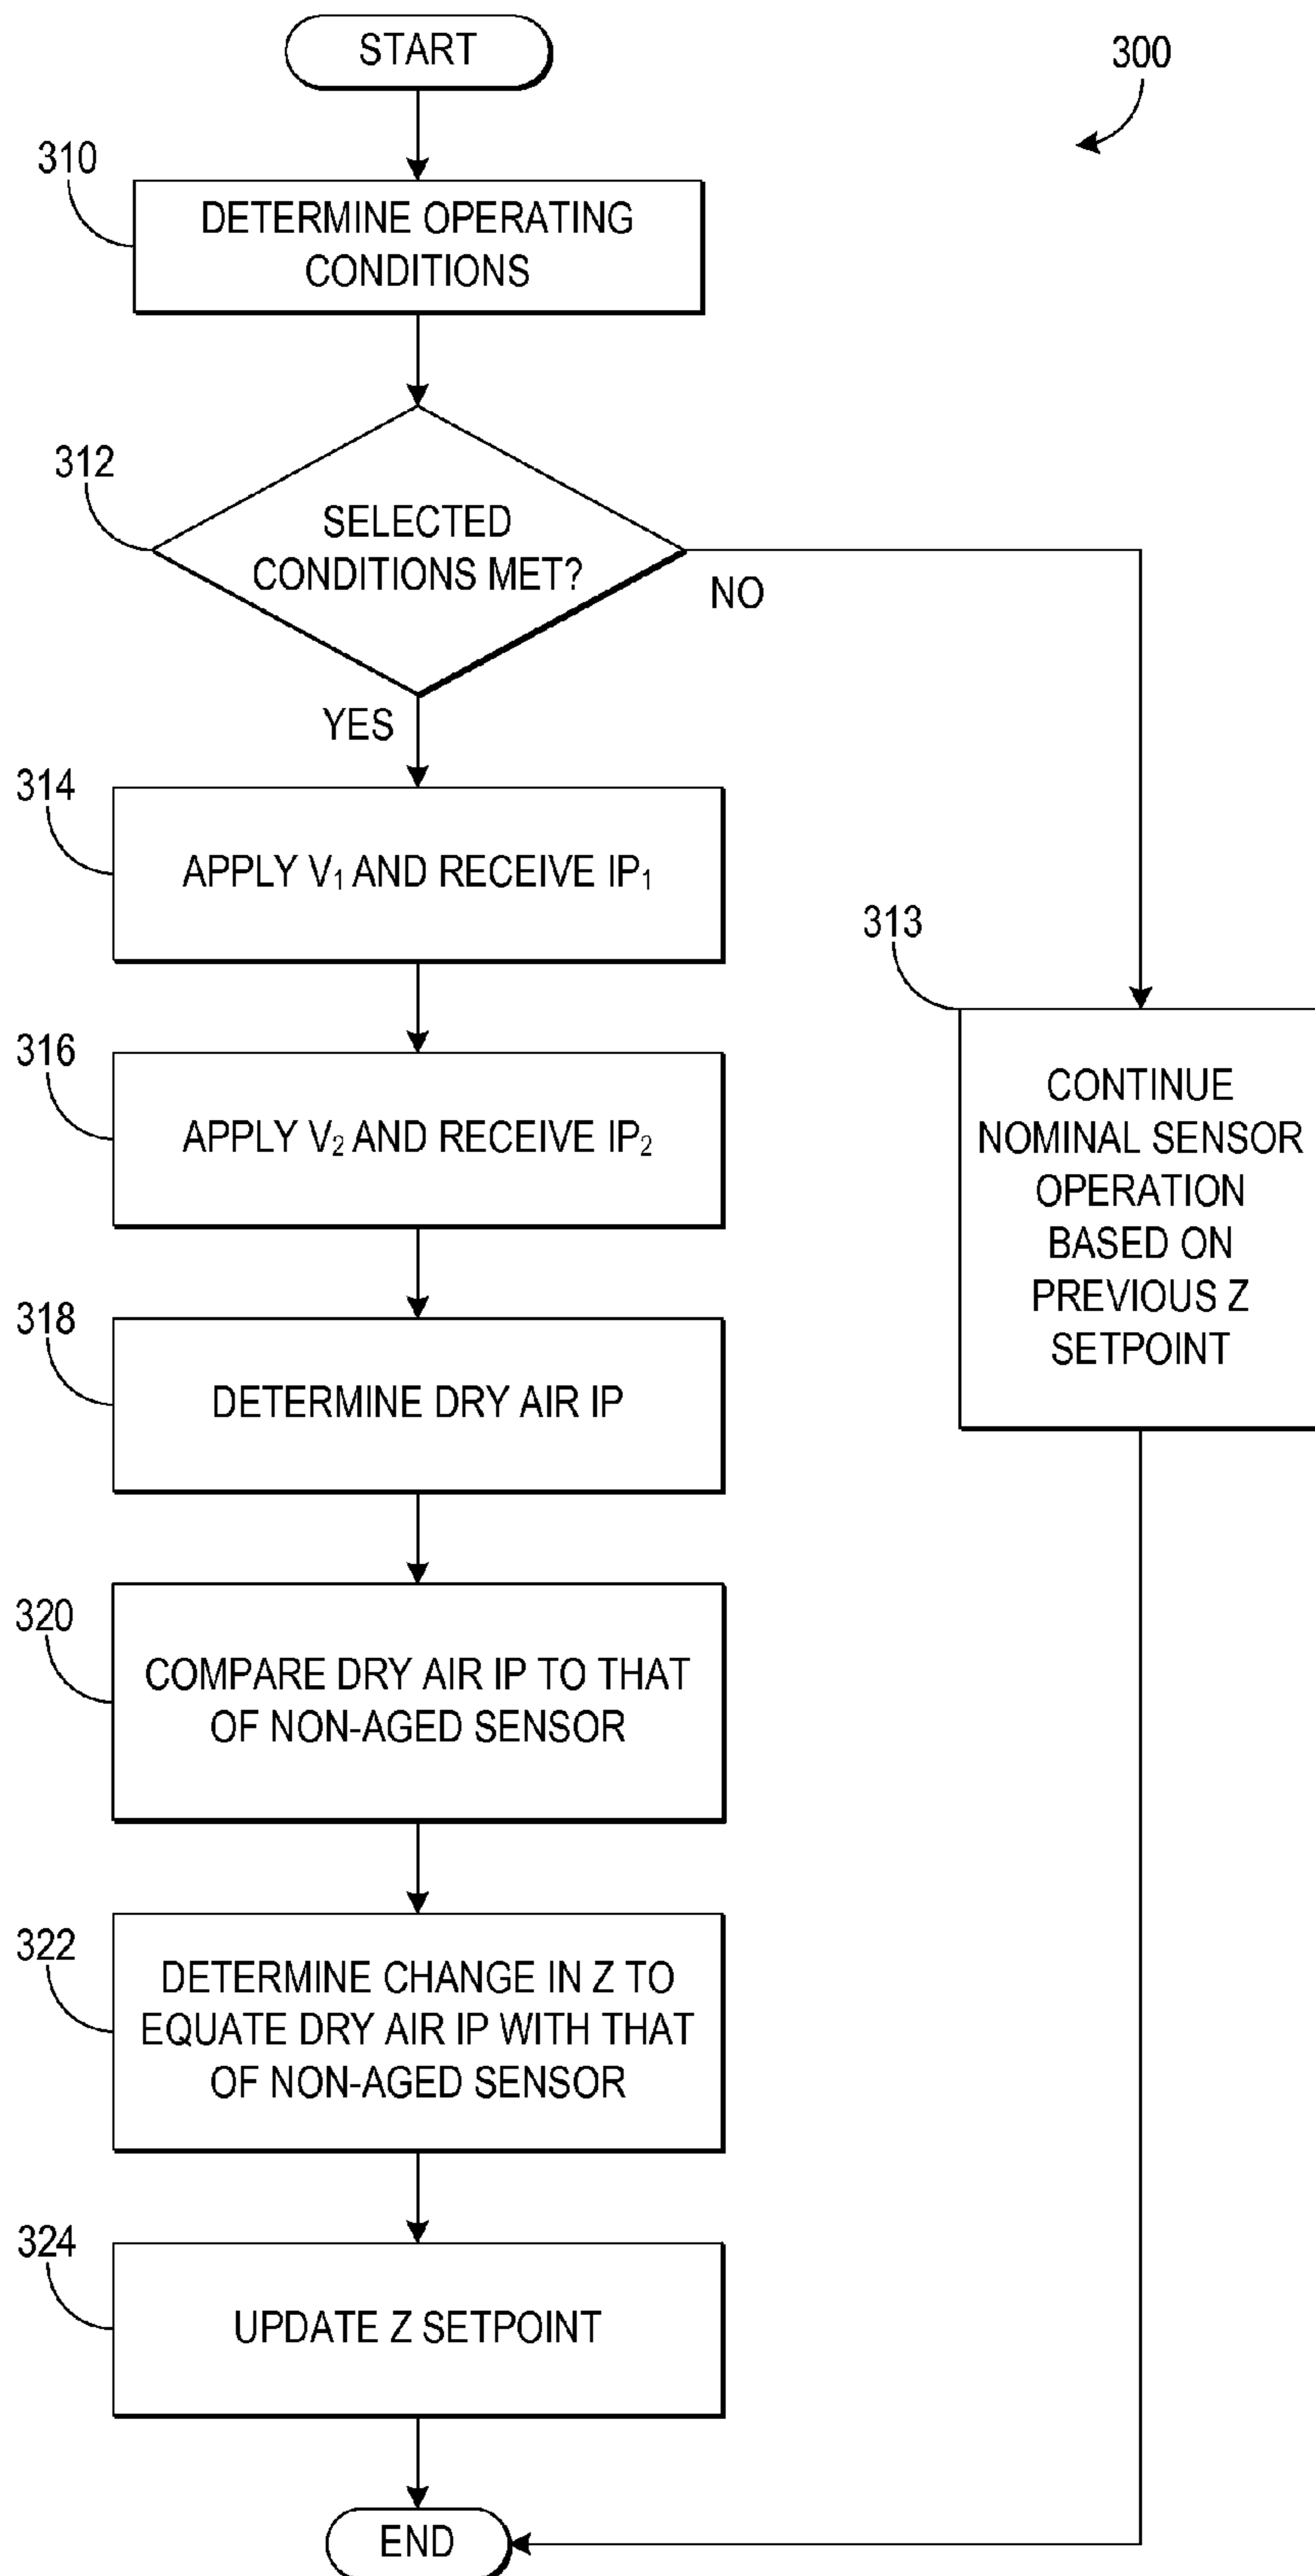 START
300
310
DETERMINE OPERATING
CONDITIONS
312
SELECTED
CONDITIONS MET?
NO
YES
314
APPLY V₁ AND RECEIVE IP₁
313
CONTINUE
NOMINAL SENSOR
OPERATION
BASED ON
PREVIOUS Z
SETPOINT
316
APPLY V₂ AND RECEIVE IP₂
318
DETERMINE DRY AIR IP
320
COMPARE DRY AIR IP TO THAT
OF NON-AGED SENSOR
322
DETERMINE CHANGE IN Z TO
EQUATE DRY AIR IP WITH THAT
OF NON-AGED SENSOR
324
UPDATE Z SETPOINT
END